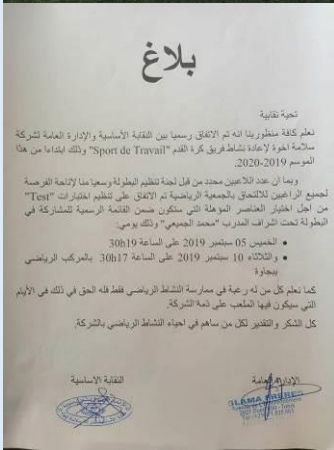 بلاغ
تحية نقابية
نعلم كافة منظورينا انه تم الاتفاق رسميا بين النقابة الأساسية والإدارة العامة لشركة
سلامة اخوة لإعادة نشاط فريق كرة القدم "Sport de Travail" وذلك ابتداءا من هذا
الموسم 2019-2020.
وبما ان عدد اللاعبين محدد من قبل لجنة تنظيم البطولة وسعيا منا لإتاحة الفرصة
لجميع الراغبين للالتحاق بالجمعية الرياضية تم الاتفاق على تنظيم اختبارات "Test"
من اجل اختيار العناصر المؤهلة التي ستكون ضمن القائمة الرسمية للمشاركة في
البطولة تحت اشراف المدرب "محمد الجميعي" وذلك يومي:
الخميس 05 سبتمبر 2019 على الساعة 30h19
والثلاثاء 10 سبتمبر 2019 على الساعة 30h17 بالمركب الرياضي
ببجاوة
كما نعلم كل من له رغبة في ممارسة النشاط الرياضي فقط فله الحق في ذلك في الأيام
التي سيكون فيها الملعب على ذمة الشركة.
كل الشكر والتقدير لكل من ساهم في احياء النشاط الرياضي بالشركة.
الإدارة العامة
النقابة الاساسية